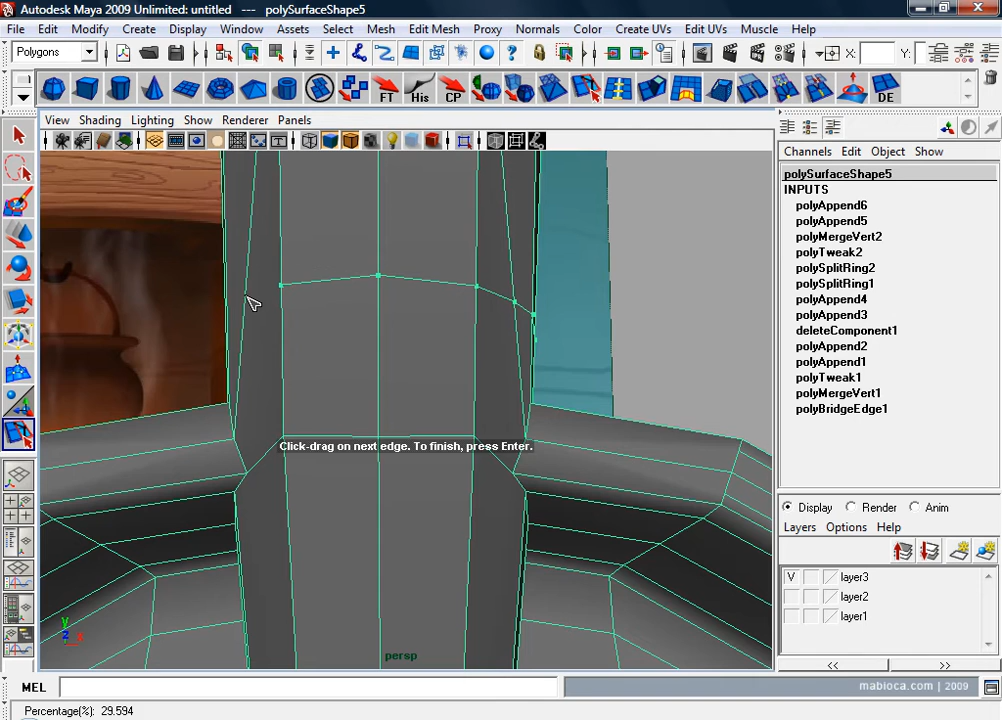 Autodesk Maya 2009 Unlimited: untitled --- polySurfaceShape5
File Edit Modify Create Display Window Assets Select Mesh Edit Mesh Proxy Normals Color Create UVs Edit UVs Muscle Help
Polygons X: Y:
FT His CP DE
View Shading Lighting Show Renderer Panels
Channels Edit Object Show
polySurfaceShape5
INPUTS
polyAppend6
polyAppend5
polyMergeVert2
polyTweak2
polySplitRing2
polySplitRing1
polyAppend4
polyAppend3
deleteComponent1
polyAppend2
polyAppend1
polyTweak1
polyMergeVert1
polyBridgeEdge1
Click-drag on next edge. To finish, press Enter.
Display Render Anim
Layers Options Help
V layer3
layer2
layer1
y
z x
persp
<< >>
MEL
mabioca.com | 2009
Percentage(%): 29.594